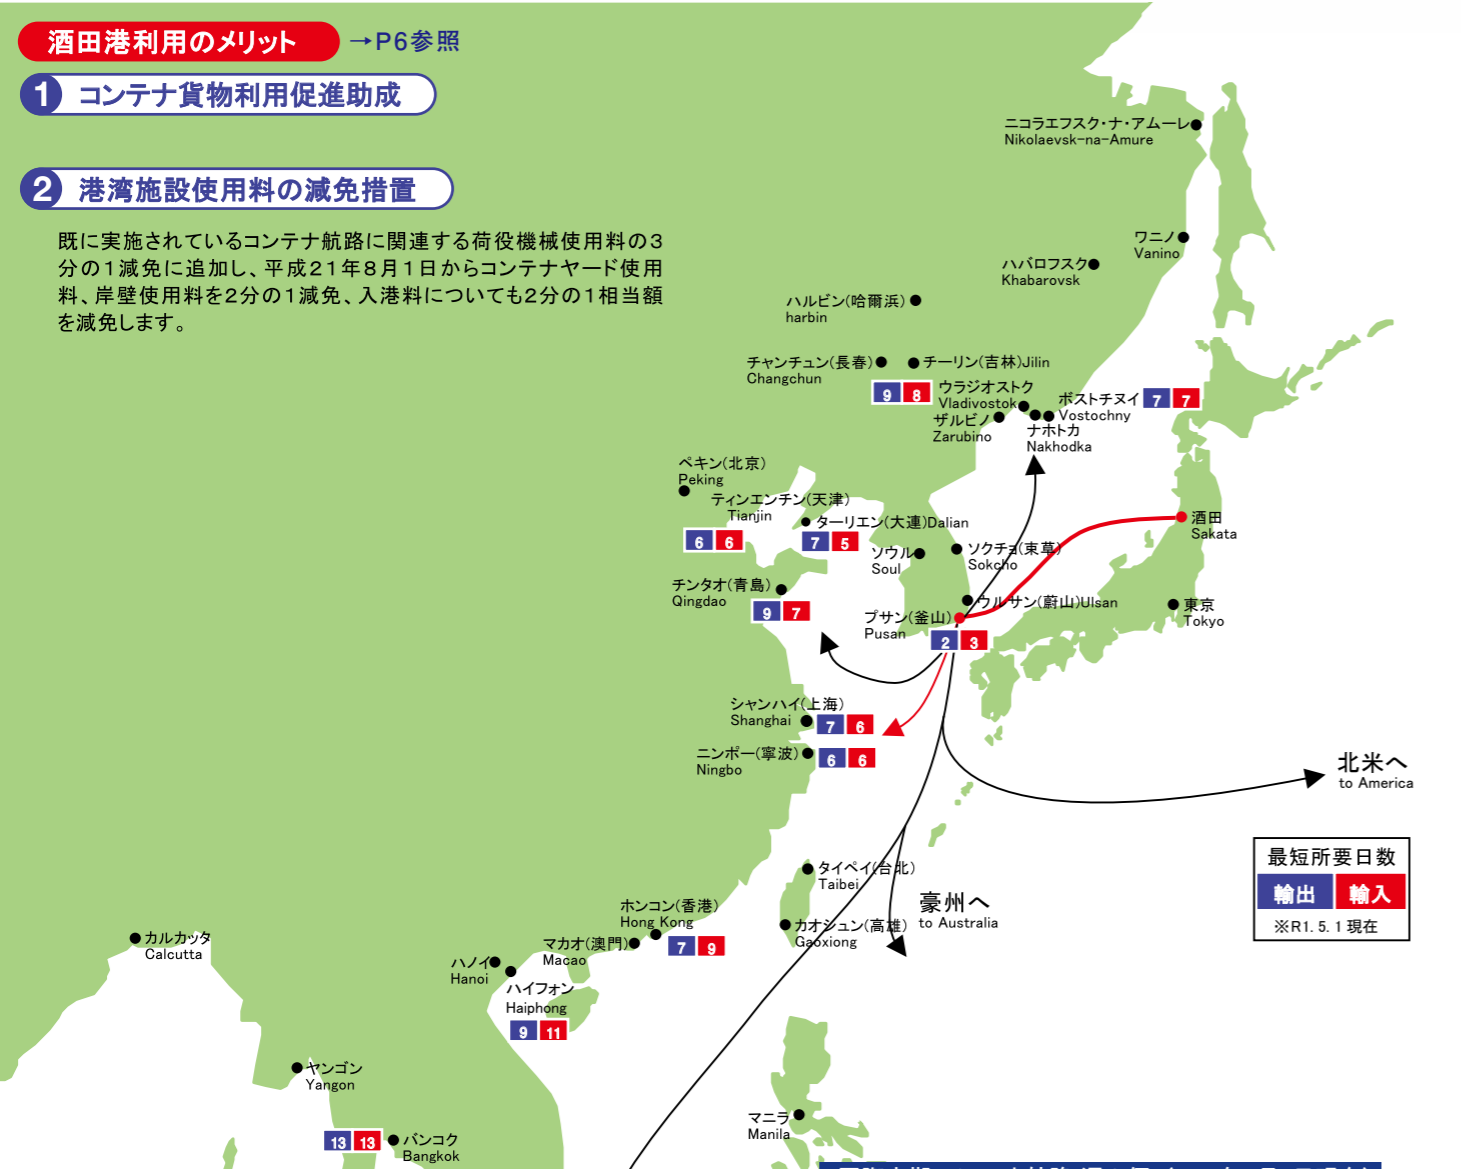 酒田港利用のメリット →P6参照
1 コンテナ貨物利用促進助成
2 港湾施設使用料の減免措置
既に実施されているコンテナ航路に関連する荷役機械使用料の3
分の1減免に追加し、平成21年8月1日からコンテナヤード使用
料、岸壁使用料を2分の1減免、入港料についても2分の1相当額
を減免します。
ニコラエフスク・ナ・アムーレ
Nikolaevsk-na-Amure
ワニノ
Vanino
ハバロフスク
Khabarovsk
ハルビン(哈爾浜)
harbin
チャンチュン(長春)
Changchun
チーリン(吉林)Jilin
9 8
ウラジオストク
Vladivostok
ザルビノ
Zarubino
ボストチヌイ 7 7
Vostochny
ナホトカ
Nakhodka
ペキン(北京)
Peking
ティンエンチン(天津)
Tianjin
6 6
ターリエン(大連)Dalian
7 5
ソウル
Soul
ソクチョ(束草)
Sokcho
酒田
Sakata
チンタオ(青島)
Qingdao
9 7
ウルサン(蔚山)Ulsan
プサン(釜山)
Pusan
2 3
東京
Tokyo
シャンハイ(上海)
Shanghai
7 6
ニンポー(寧波)
Ningbo
6 6
北米へ
to America
最短所要日数
輸出 輸入
※R1.5.1現在
タイペイ(台北)
Taibei
カオシュン(高雄)
Gaoxiong
豪州へ
to Australia
ホンコン(香港)
Hong Kong
7 9
マカオ(澳門)
Macao
カルカッタ
Calcutta
ハノイ
Hanoi
ハイフォン
Haiphong
9 11
ヤンゴン
Yangon
13 13
バンコク
Bangkok
マニラ
Manila